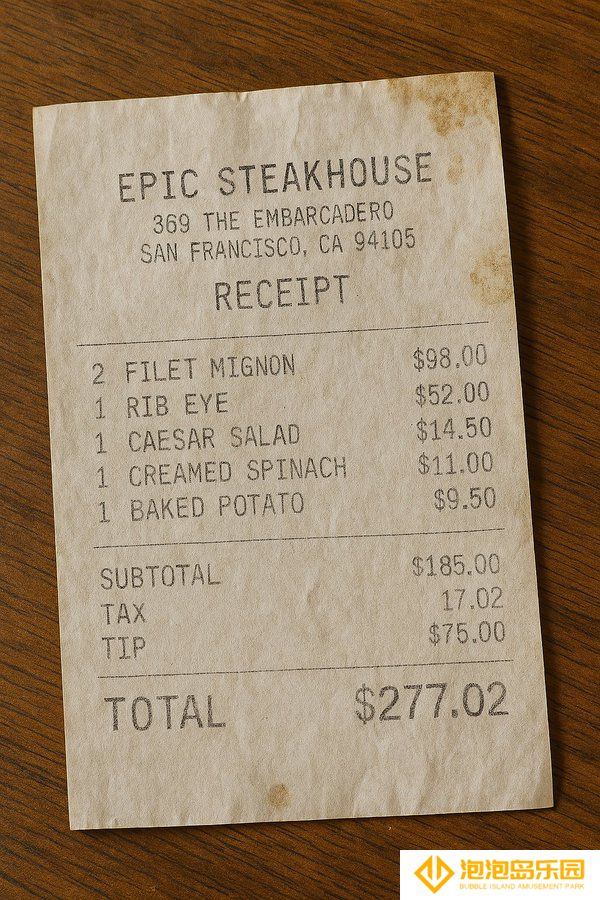 EPIC STEAKHOUSE
369 THE EMBARCADERO
SAN FRANCISCO, CA 94105
RECEIPT
2 FILET MIGNON $98.00
1 RIB EYE $52.00
1 CAESAR SALAD $14.50
1 CREAMED SPINACH $11.00
1 BAKED POTATO $9.50
SUBTOTAL $185.00
TAX 17.02
TIP $75.00
TOTAL $277.02
泡泡岛乐园
BUBBLE ISLAND AMUSEMENT PARK